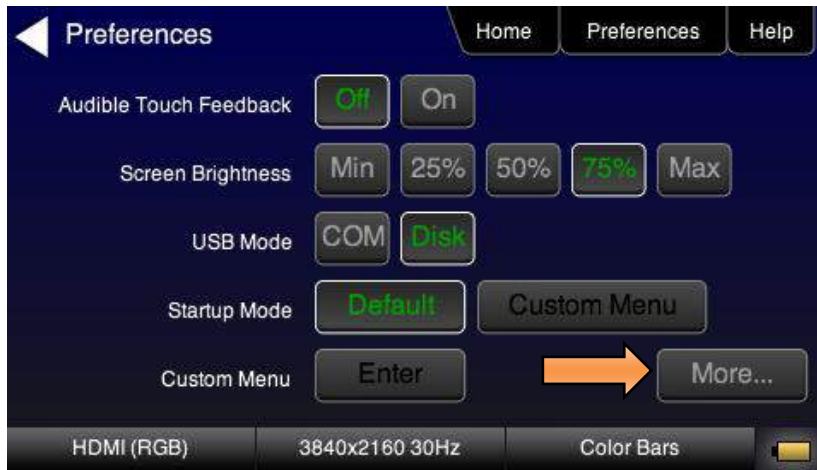 Preferences Home Preferences Help
Audible Touch Feedback Off On
Screen Brightness Min 25% 50% 75% Max
USB Mode COM Disk
Startup Mode Default Custom Menu
Custom Menu Enter More...
HDMI (RGB) 3840x2160 30Hz Color Bars